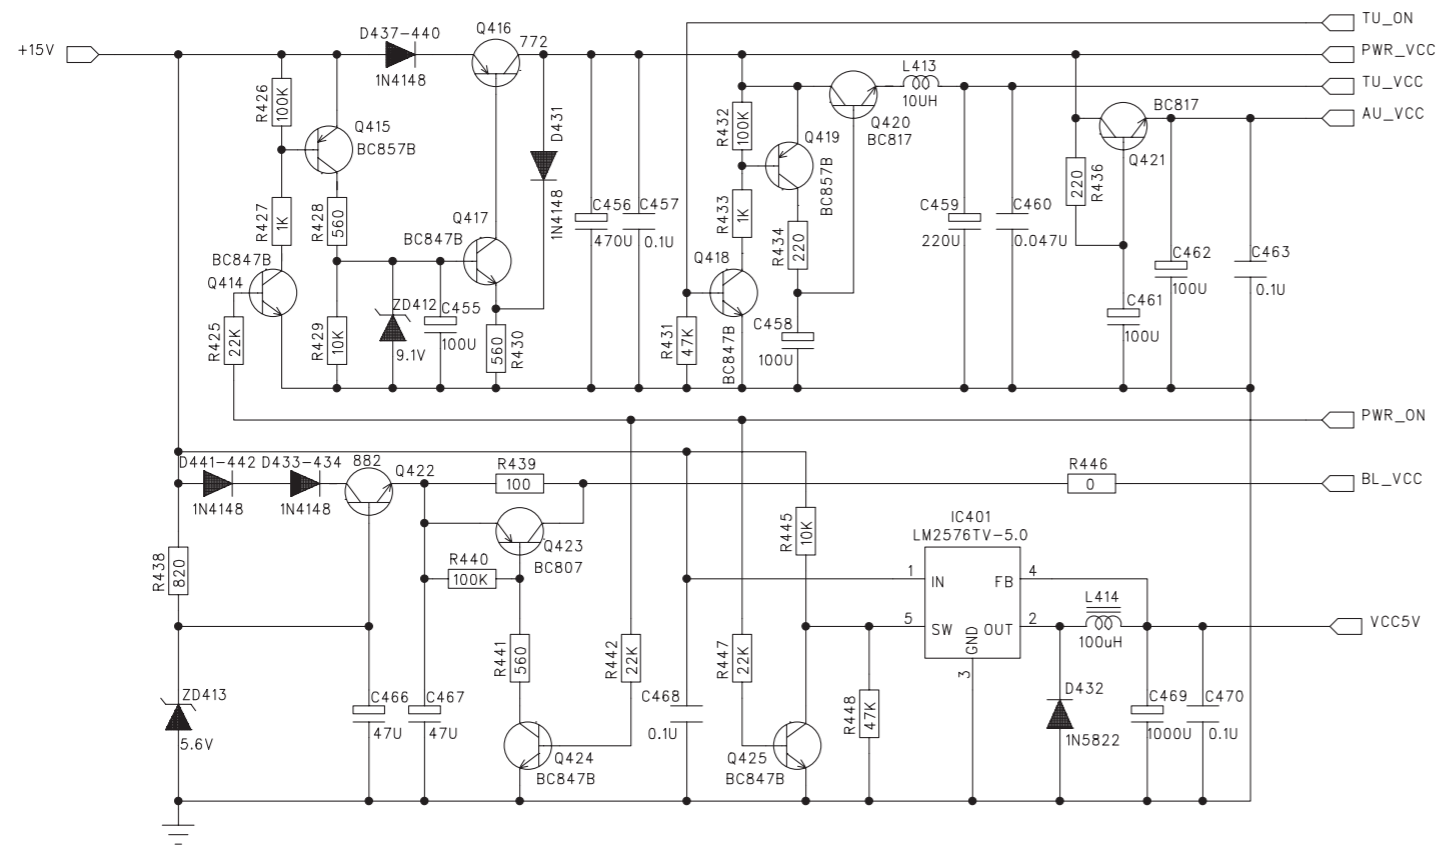 TU_ON
+15V
D437-440
1N4148
Q416
772
PWR_VCC
L413
10UH
TU_VCC
R426
100K
Q415
BC857B
D431
1N4148
R432
100K
Q419
BC857B
Q420
BC817
BC817
Q421
AU_VCC
R436
220
R427
1K
R428
560
Q417
BC847B
C456
470U
C457
0.1U
R433
1K
R434
220
C459
220U
C460
0.047U
BC847B
Q414
Q418
BC847B
C462
100U
C463
0.1U
R425
22K
R429
10K
ZD412
9.1V
C455
100U
R430
560
R431
47K
C458
100U
C461
100U
PWR_ON
D441-442
1N4148
D433-434
1N4148
882
Q422
R439
100
R446
0
BL_VCC
Q423
BC807
R445
10K
IC401
LM2576TV-5.0
R438
820
R440
100K
1
IN
FB
4
5
SW
OUT
2
GND
3
L414
100uH
VCC5V
R441
560
R442
22K
R447
22K
ZD413
5.6V
C466
47U
C467
47U
C468
0.1U
R448
47K
D432
1N5822
C469
1000U
C470
0.1U
Q424
BC847B
Q425
BC847B